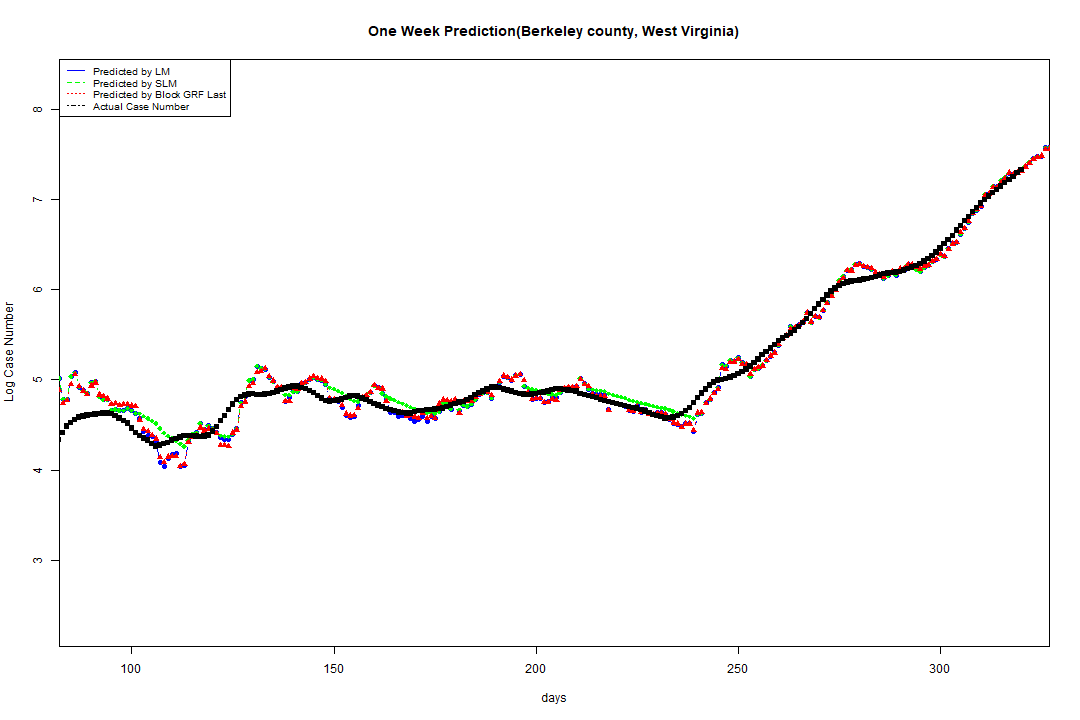 One Week Prediction(Berkeley county, West Virginia)
Predicted by LM
Predicted by SLM
Predicted by Block GRF Last
Actual Case Number
8
7
6
5
4
3
Log Case Number
100 150 200 250 300
days